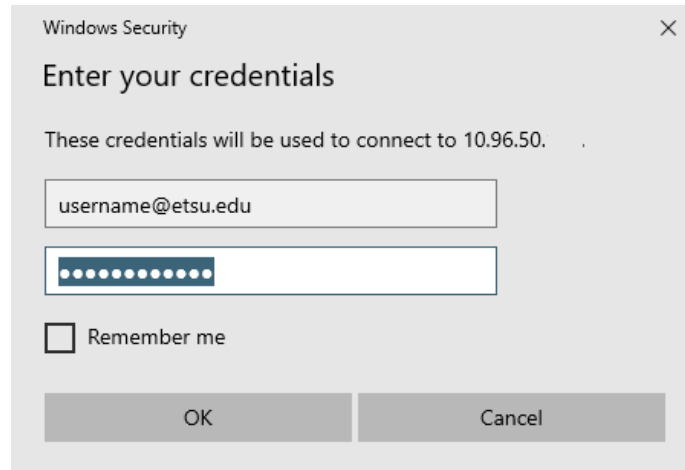 Windows Security
Enter your credentials
These credentials will be used to connect to 10.96.50. .
username@etsu.edu
●●●●●●●●●●●●
Remember me
OK
Cancel